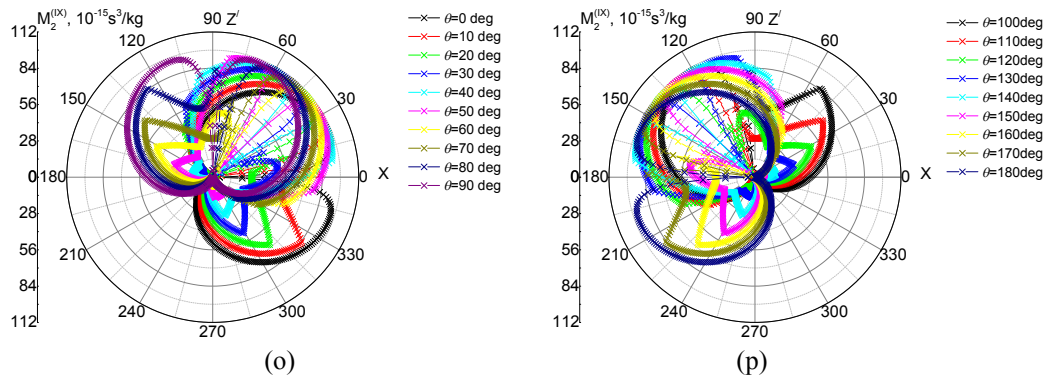 M₂⁽ᴵˣ⁾, 10⁻¹⁵s³/kg
112
84
56
28
0
28
56
84
112
90 Z′
120
60
150
30
180
0
X
210
330
240
300
270
θ=0 deg
θ=10 deg
θ=20 deg
θ=30 deg
θ=40 deg
θ=50 deg
θ=60 deg
θ=70 deg
θ=80 deg
θ=90 deg
(o)
M₂⁽ᴵˣ⁾, 10⁻¹⁵s³/kg
112
84
56
28
0
28
56
84
112
90 Z′
120
60
150
30
180
0
X
210
330
240
300
270
θ=100deg
θ=110deg
θ=120deg
θ=130deg
θ=140deg
θ=150deg
θ=160deg
θ=170deg
θ=180deg
(p)